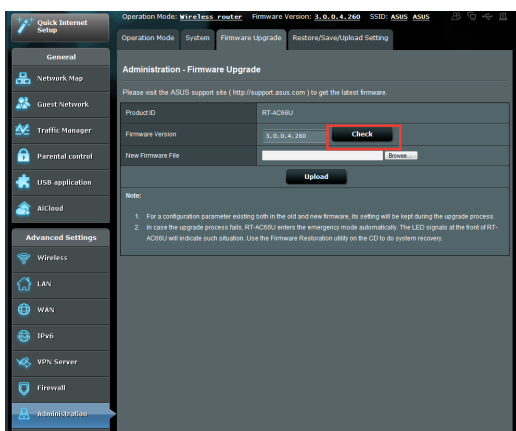 Quick Internet
Setup
Operation Mode: Wireless router Firmware Version: 3.0.0.4.260 SSID: ASUS ASUS
Operation Mode System Firmware Upgrade Restore/Save/Upload Setting
General
Network Map
Guest Network
Traffic Manager
Parental control
USB application
AiCloud
Advanced Settings
Wireless
LAN
WAN
IPv6
VPN Server
Firewall
Administration
Administration - Firmware Upgrade
Please visit the ASUS support site ( http://support.asus.com ) to get the latest firmware.
Product ID RT-AC66U
Firmware Version 3.0.0.4.260 Check
New Firmware File Browse...
Upload
Note:
1. For a configuration parameter existing both in the old and new firmware, its setting will be kept during the upgrade process.
2. In case the upgrade process fails, RT-AC66U enters the emergency mode automatically. The LED signals at the front of RT-
AC66U will indicate such situation. Use the Firmware Restoration utility on the CD to do system recovery.